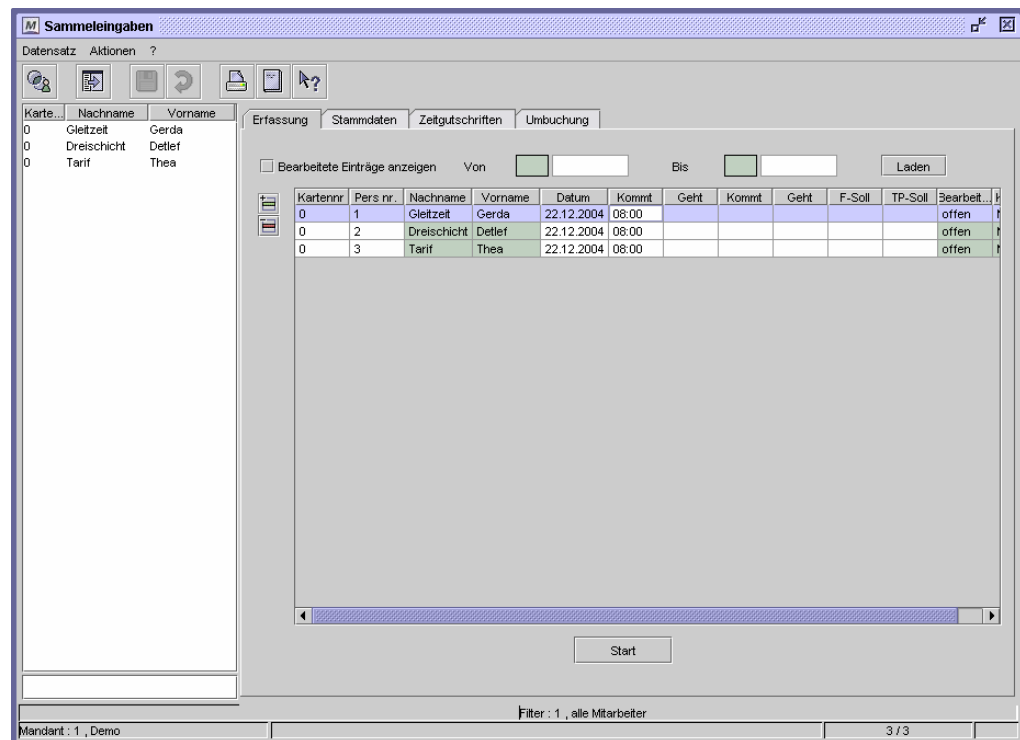 M Sammeleingaben
Datensatz Aktionen ?
Karte... Nachname Vorname
0 Gleitzeit Gerda
0 Dreischicht Detlef
0 Tarif Thea
Erfassung Stammdaten Zeitgutschriften Umbuchung
Bearbeitete Einträge anzeigen Von Bis Laden
Kartennr Pers nr. Nachname Vorname Datum Kommt Geht Kommt Geht F-Soll TP-Soll Bearbeit...
0 1 Gleitzeit Gerda 22.12.2004 08:00 offen
0 2 Dreischicht Detlef 22.12.2004 08:00 offen
0 3 Tarif Thea 22.12.2004 08:00 offen
Start
Filter : 1 , alle Mitarbeiter
Mandant : 1 , Demo 3 / 3